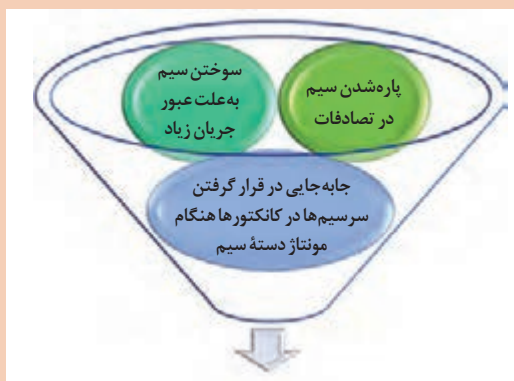 پاره‌شدن سیم
در تصادفات
سوختن سیم
به‌علت عبور
جریان زیاد
جابه‌جایی در قرار گرفتن
سرسیم‌ها در کانکتورها هنگام
مونتاژ دستهٔ سیم